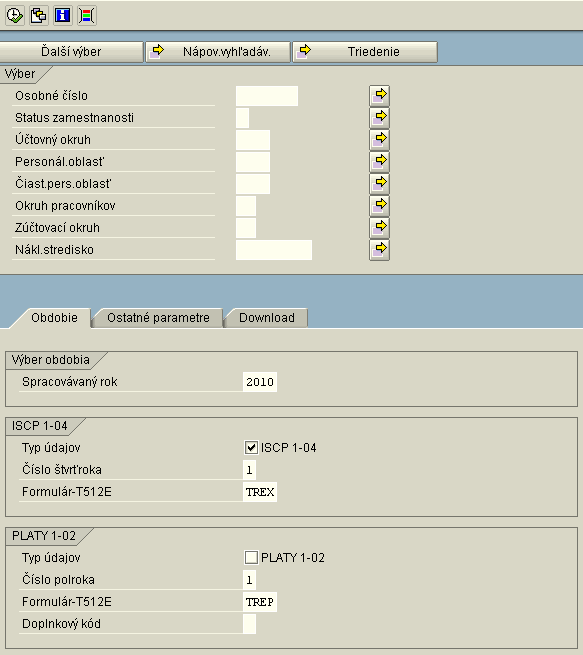 Ďalší výber Nápov.vyhľadáv. Triedenie
Výber
Osobné číslo
Status zamestnanosti
Účtovný okruh
Personál.oblasť
Čiast.pers.oblasť
Okruh pracovníkov
Zúčtovací okruh
Nákl.stredisko
Obdobie Ostatné parametre Download
Výber obdobia
Spracovávaný rok 2010
ISCP 1-04
Typ údajov ISCP 1-04
Číslo štvrťroka 1
Formulár-T512E TREX
PLATY 1-02
Typ údajov PLATY 1-02
Číslo polroka 1
Formulár-T512E TREP
Doplnkový kód